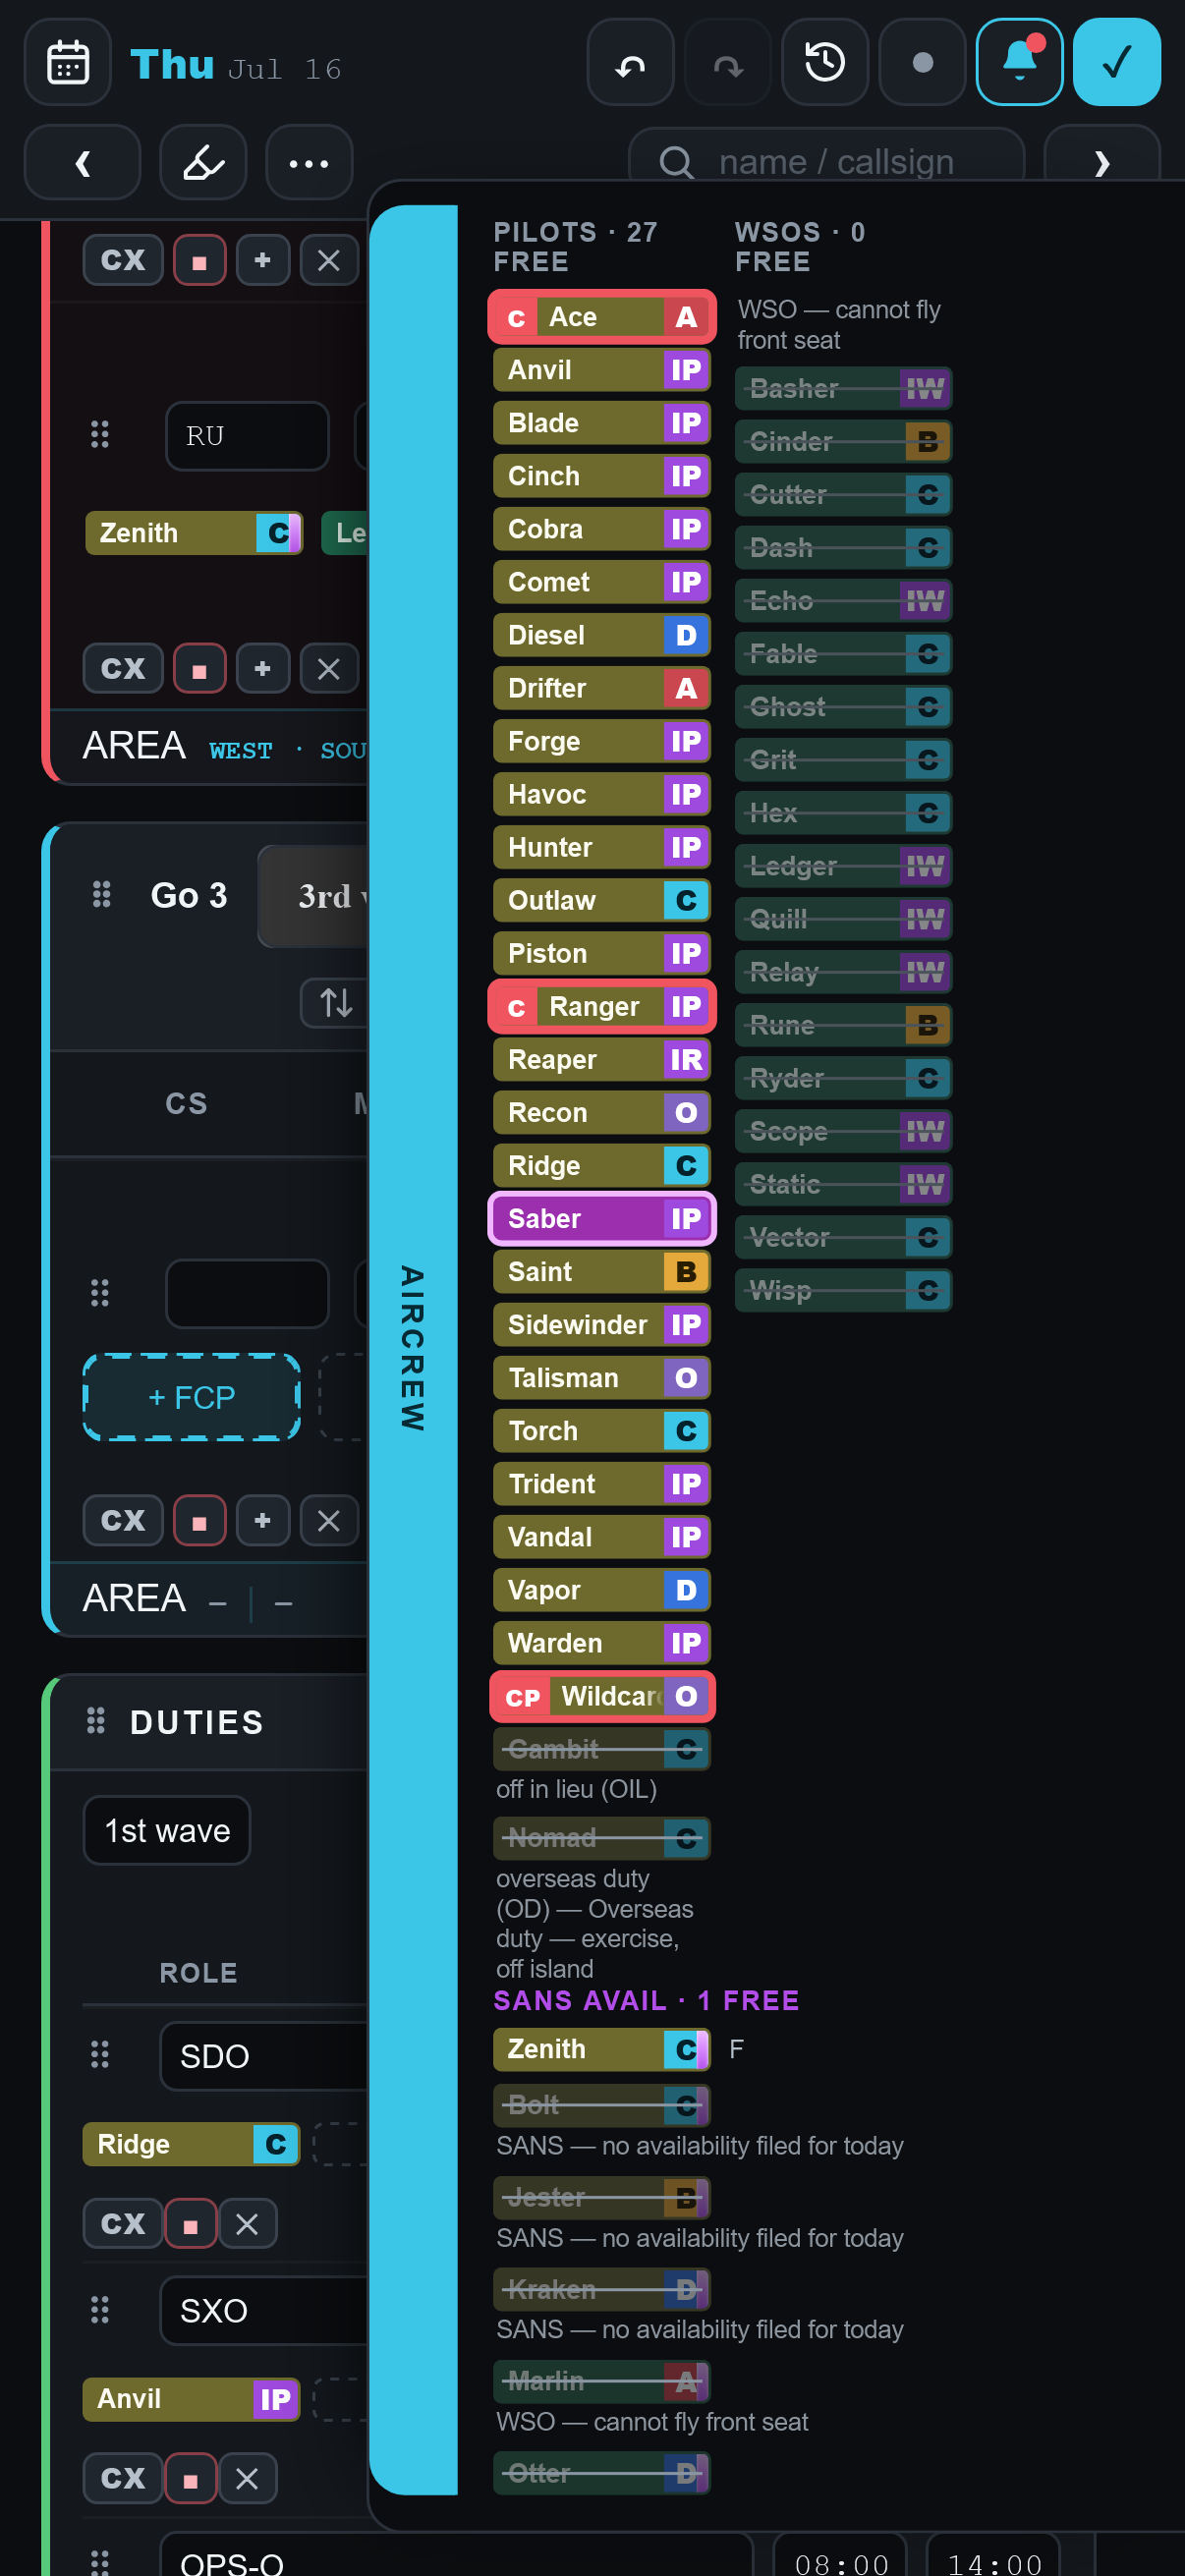 Thu Jul 16
name / callsign
CX
RU
Zenith C
CX
AREA WEST · SOU
Go 3
CS
+ FCP
CX
AREA – | –
DUTIES
1st wave
ROLE
SDO
Ridge C
CX
SXO
Anvil IP
CX
OPS-O 08:00 14:00
AIRCREW
PILOTS · 27
FREE
C Ace A
Anvil IP
Blade IP
Cinch IP
Cobra IP
Comet IP
Diesel D
Drifter A
Forge IP
Havoc IP
Hunter IP
Outlaw C
Piston IP
C Ranger IP
Reaper IR
Recon O
Ridge C
Saber IP
Saint B
Sidewinder IP
Talisman O
Torch C
Trident IP
Vandal IP
Vapor D
Warden IP
CP Wildcar O
Gambit C
off in lieu (OIL)
Nomad C
overseas duty
(OD) — Overseas
duty — exercise,
off island
WSOS · 0
FREE
WSO — cannot fly
front seat
Basher IW
Cinder B
Cutter C
Dash C
Echo IW
Fable C
Ghost C
Grit C
Hex C
Ledger IW
Quill IW
Relay IW
Rune B
Ryder C
Scope IW
Static IW
Vector C
Wisp C
SANS AVAIL · 1 FREE
Zenith C F
Bolt C
SANS — no availability filed for today
Jester B
SANS — no availability filed for today
Kraken D
SANS — no availability filed for today
Marlin A
WSO — cannot fly front seat
Otter D